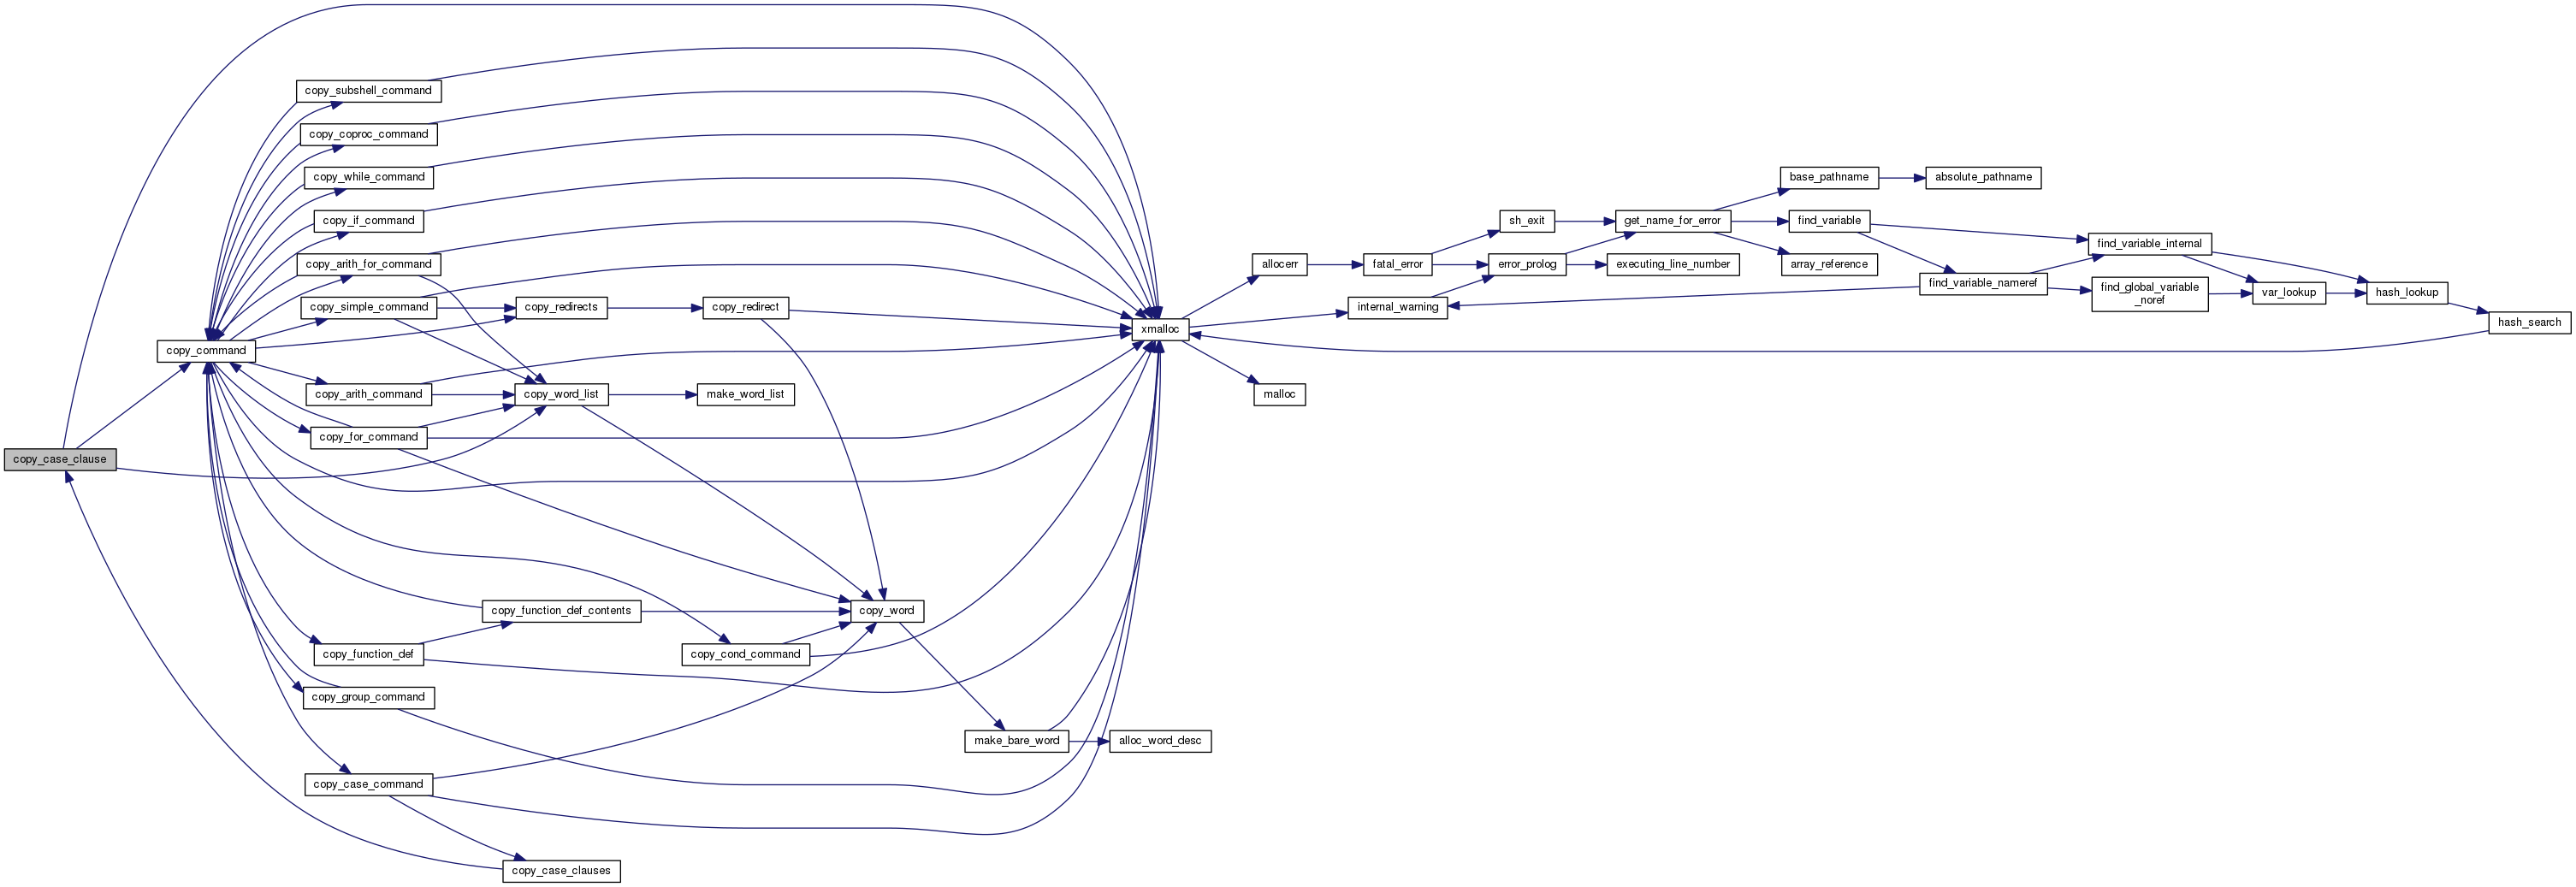 copy_subshell_command
copy_coproc_command
copy_while_command
base_pathname
absolute_pathname
copy_if_command
sh_exit
get_name_for_error
find_variable
find_variable_internal
copy_arith_for_command
allocerr
fatal_error
error_prolog
executing_line_number
array_reference
find_variable_nameref
find_global_variable
_noref
var_lookup
hash_lookup
copy_simple_command
copy_redirects
copy_redirect
internal_warning
hash_search
xmalloc
copy_command
copy_arith_command
copy_word_list
make_word_list
malloc
copy_for_command
copy_case_clause
copy_function_def_contents
copy_word
copy_function_def
copy_cond_command
copy_group_command
make_bare_word
alloc_word_desc
copy_case_command
copy_case_clauses